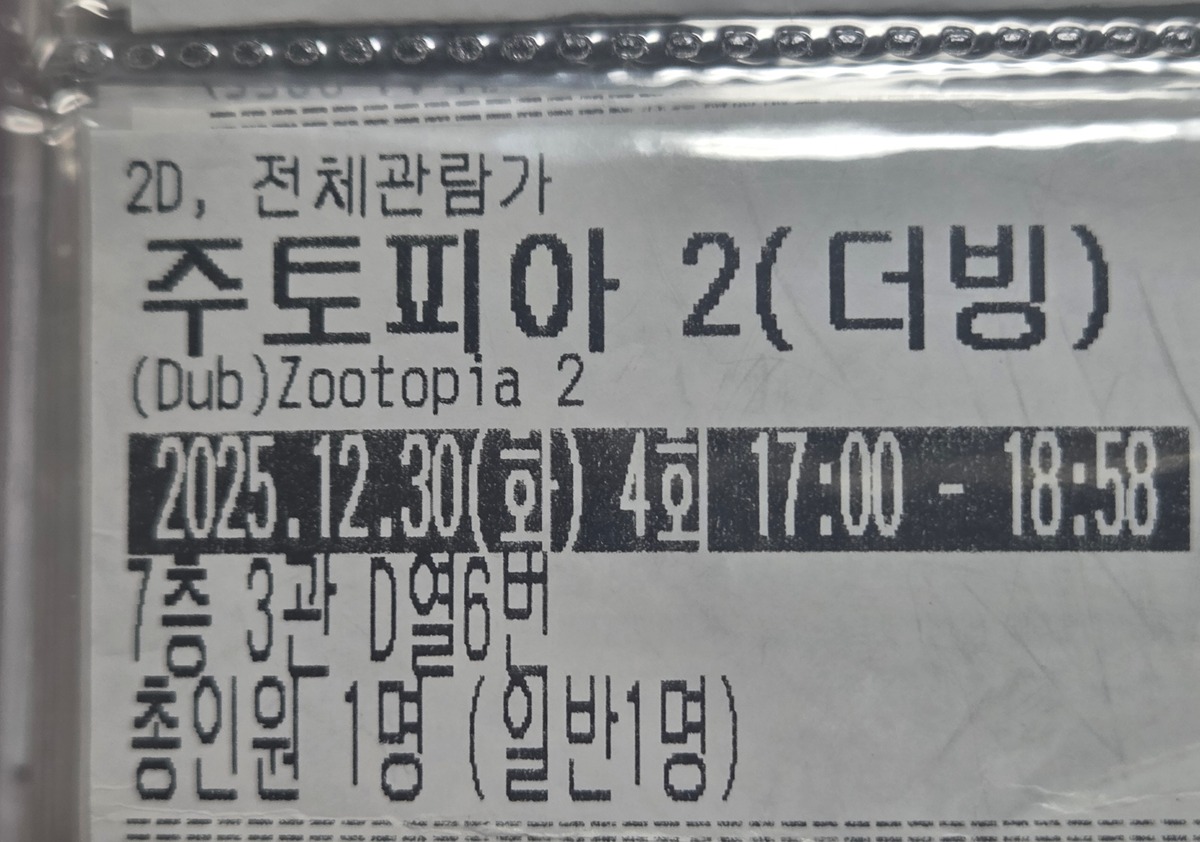 2D, 전체관람가
주토피아 2(더빙)
(Dub)Zootopia 2
2025.12.30(화) 4회 17:00 - 18:58
7층 3관 D열6번
총인원 1명 (일반1명)